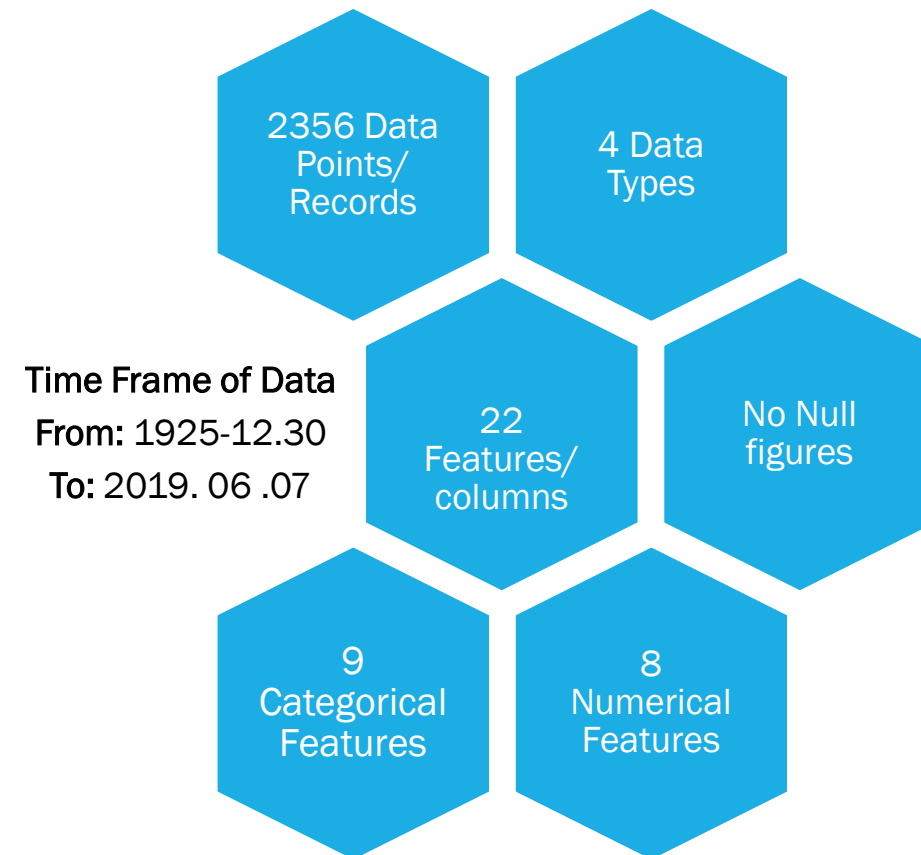 2356 Data
Points/
Records
4 Data
Types
Time Frame of Data
From: 1925-12.30
To: 2019. 06 .07
22
Features/
columns
No Null
figures
9
Categorical
Features
8
Numerical
Features